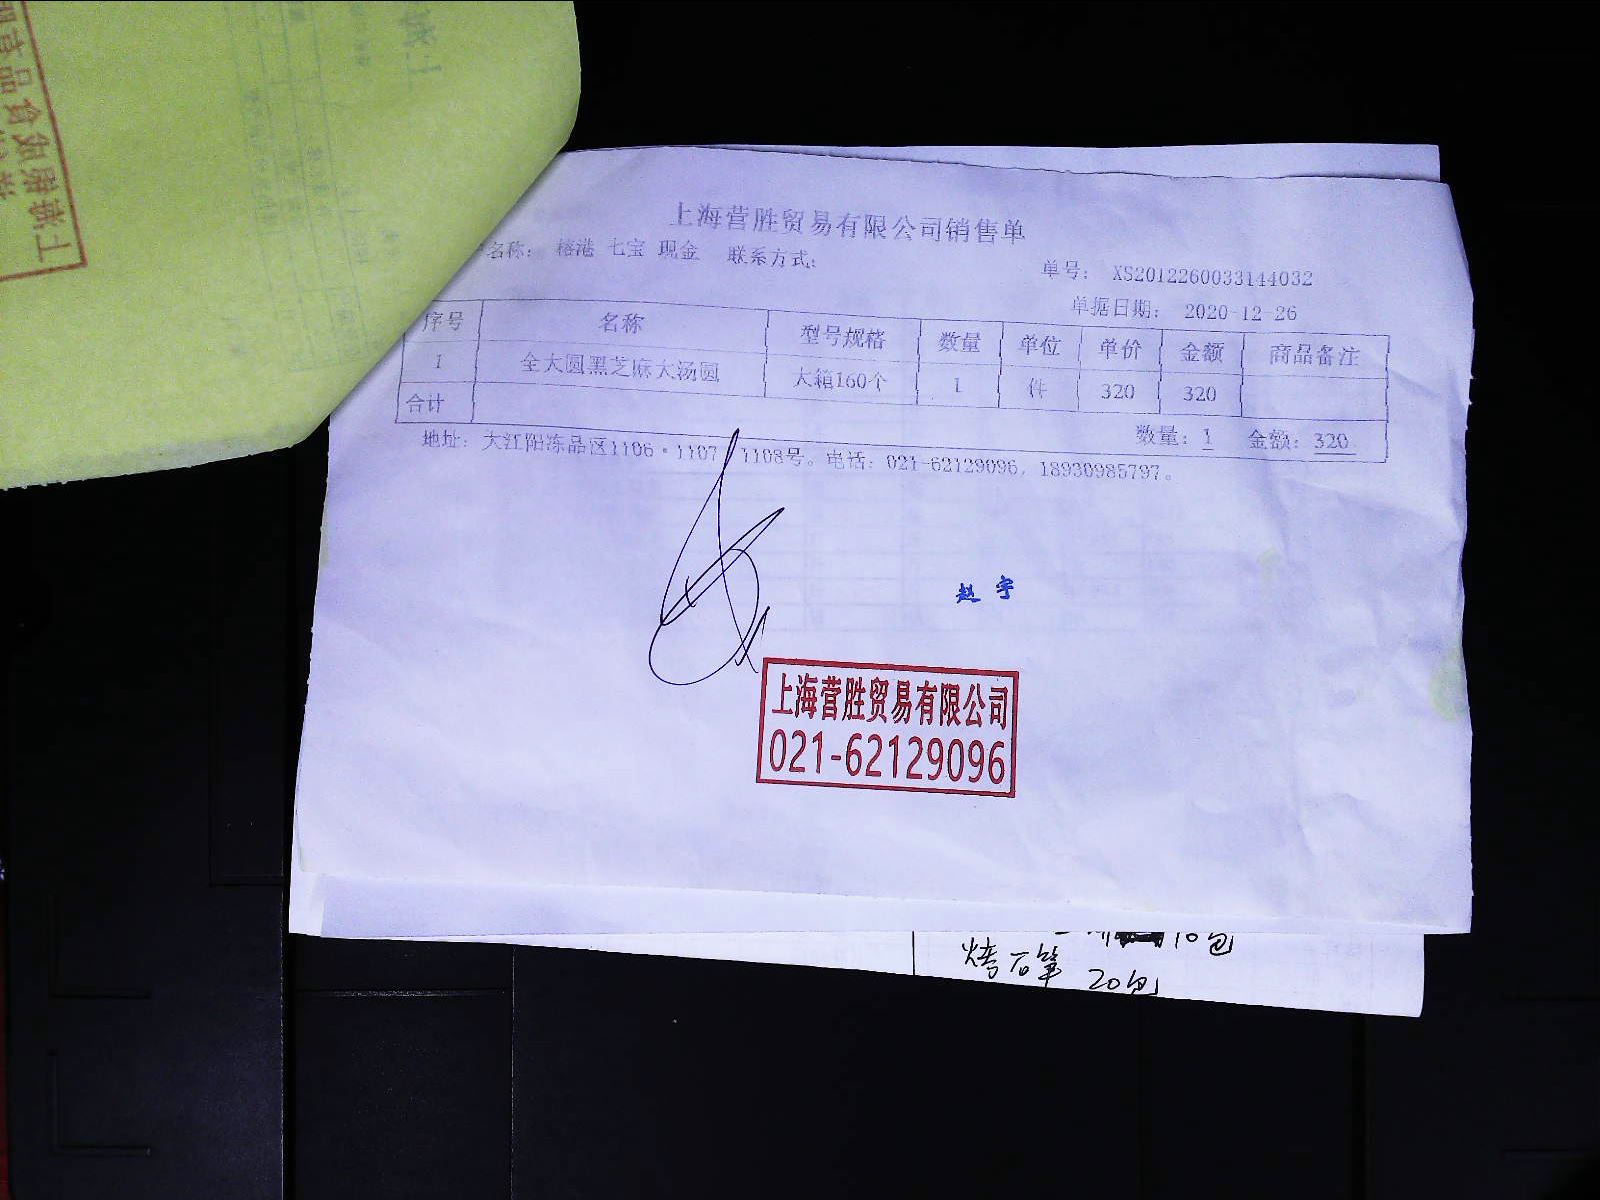 上海营胜贸易有限公司销售单
名称： 榕港 七宝 现金 联系方式：
单号： XS2012260033144032
单据日期： 2020-12-26
序号 名称 型号规格 数量 单位 单价 金额 商品备注
1 全大圆黑芝麻大汤圆 大箱160个 1 件 320 320
合计 数量：1 金额：320
地址：大江阳冻品区1106·1107 1108号。电话：021-62129096，18930985797。
赵宇
上海营胜贸易有限公司
021-62129096
10包
烤石笔 20包